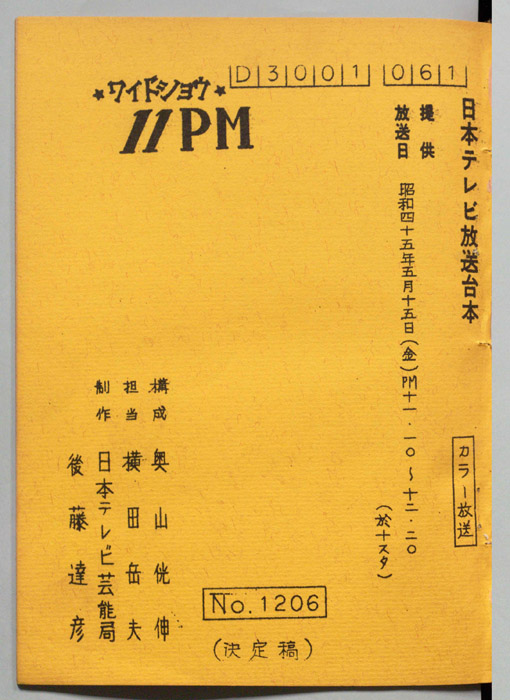 日本テレビ放送台本
カラー放送
D3001 061
提供
放送日 昭和四十五年五月十五日(金)PM十一・一〇～十二・二〇
(於十スタ)
★ワイドショウ★
11PM
構成 奥山侊伸
担当 横田岳夫
制作 日本テレビ芸能局
後藤達彦
No.1206
(決定稿)